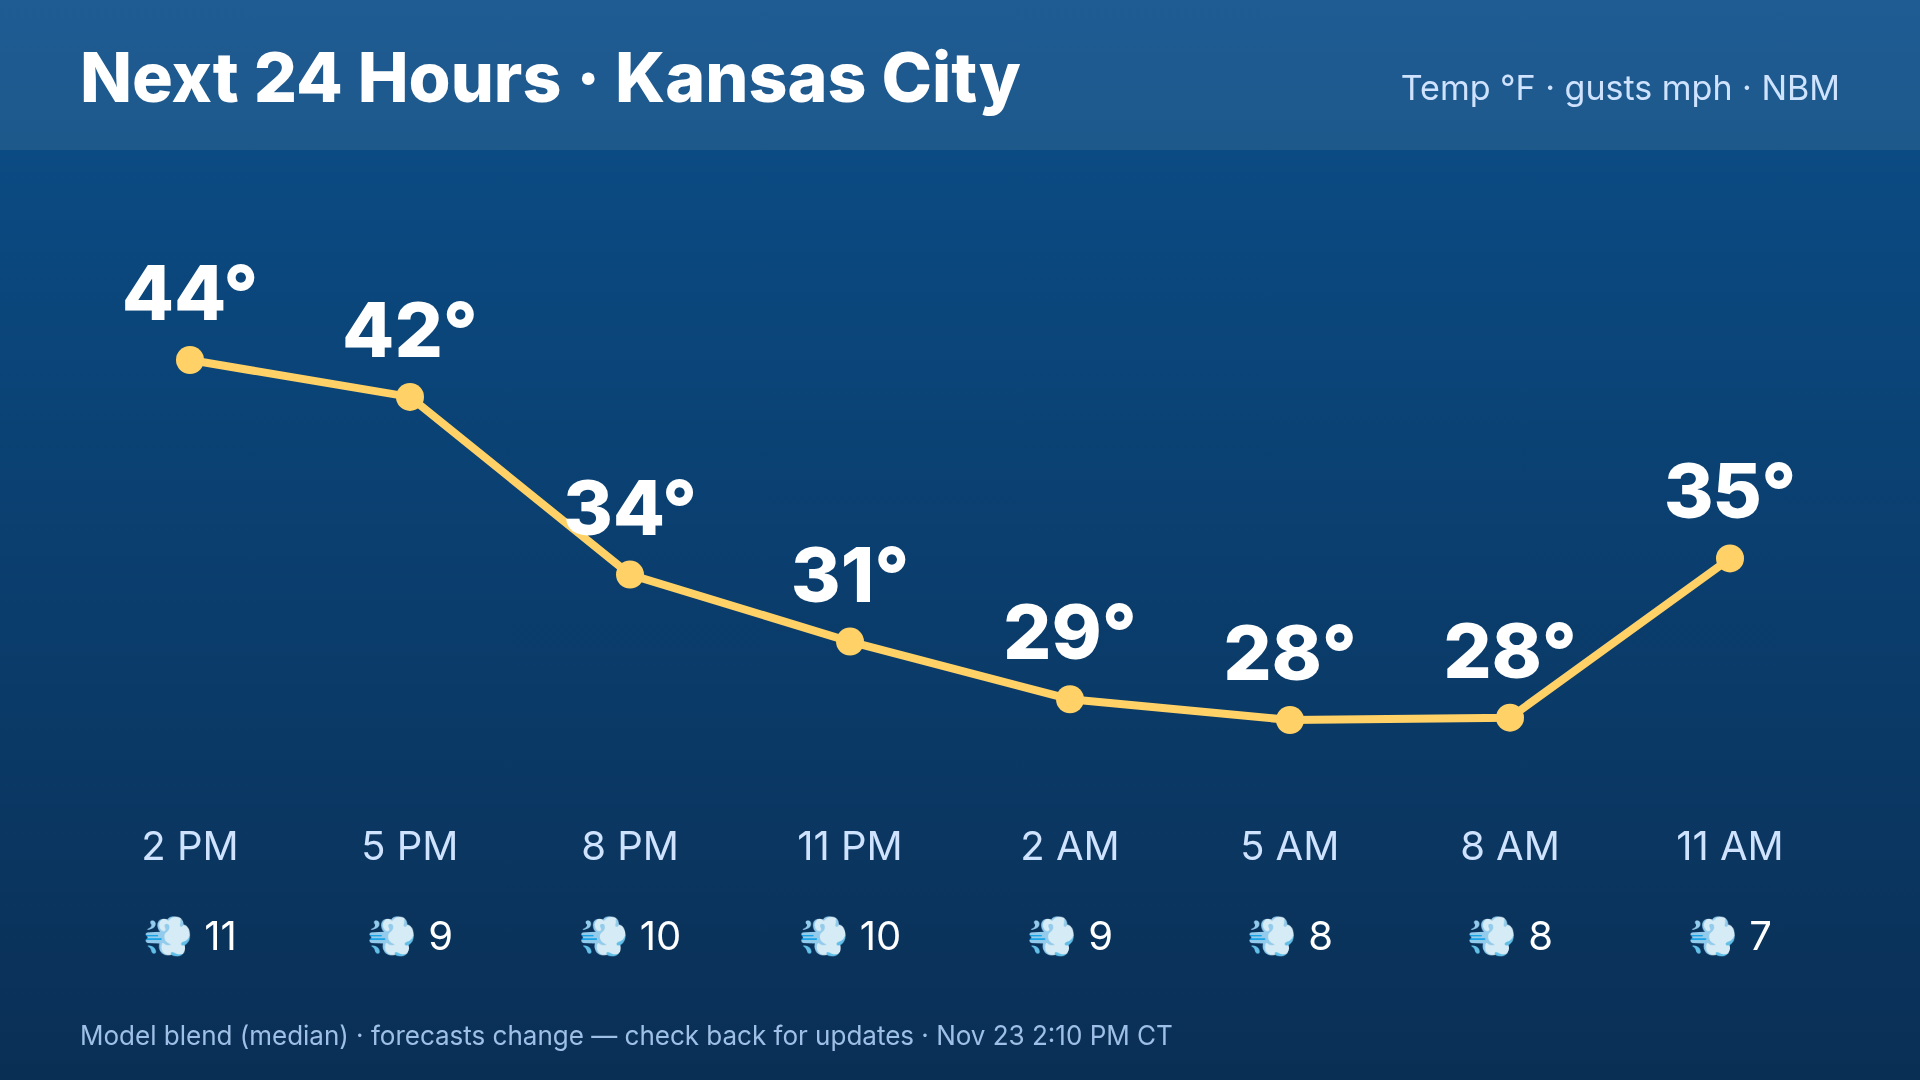 Next 24 Hours · Kansas City
Temp °F · gusts mph · NBM
44°
42°
34°
31°
29°
28°
28°
35°
2 PM
5 PM
8 PM
11 PM
2 AM
5 AM
8 AM
11 AM
💨 11
💨 9
💨 10
💨 10
💨 9
💨 8
💨 8
💨 7
Model blend (median) · forecasts change — check back for updates · Nov 23 2:10 PM CT